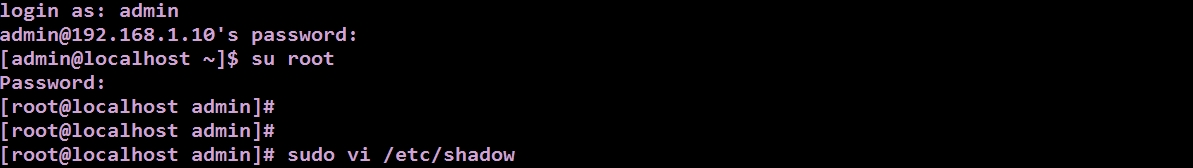 login as: admin
admin@192.168.1.10's password:
[admin@localhost ~]$ su root
Password:
[root@localhost admin]#
[root@localhost admin]#
[root@localhost admin]# sudo vi /etc/shadow